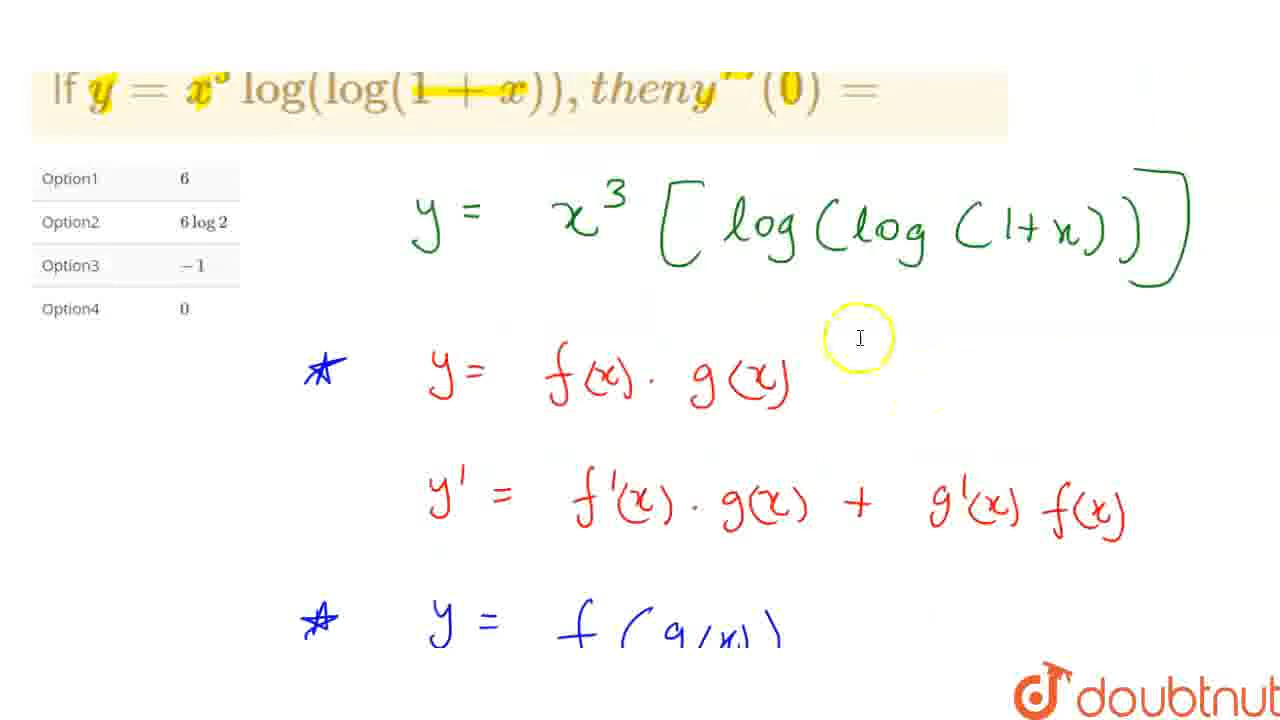 If y = x³ log(log(1 + x)), then y''(0) =
Option1 6
Option2 6 log 2
Option3 −1
Option4 0
y = x³ [log(log(1+x))]
y = f(x) · g(x)
y' = f'(x) · g(x) + g'(x) f(x)
y = f(g(x))
doubtnut